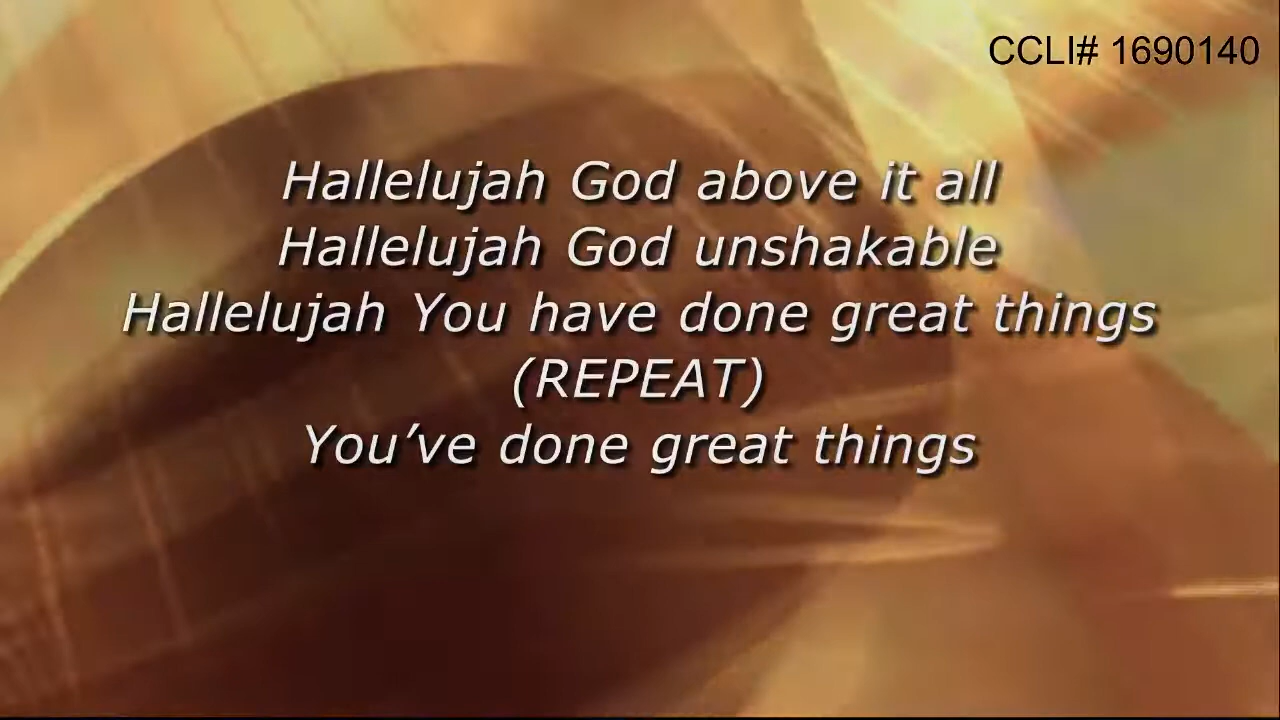 CCLI# 1690140
Hallelujah God above it all
Hallelujah God unshakable
Hallelujah You have done great things
(REPEAT)
You’ve done great things